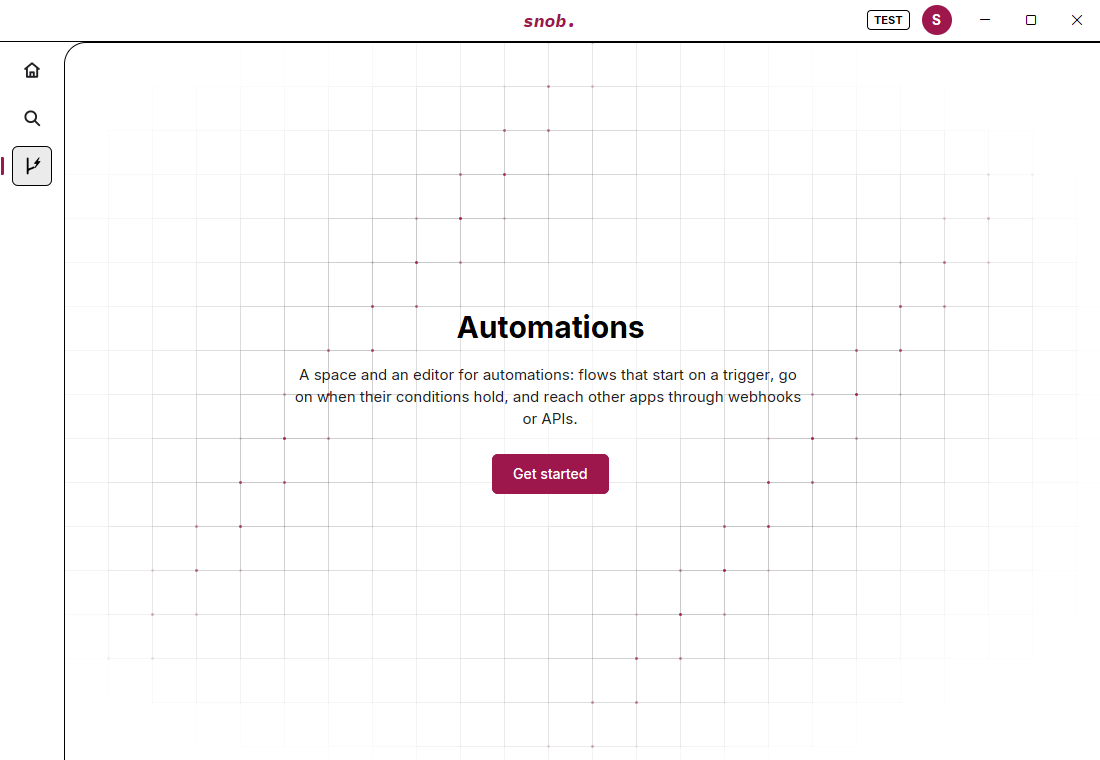 snob.
TEST
S
Automations
A space and an editor for automations: flows that start on a trigger, go
on when their conditions hold, and reach other apps through webhooks
or APIs.
Get started